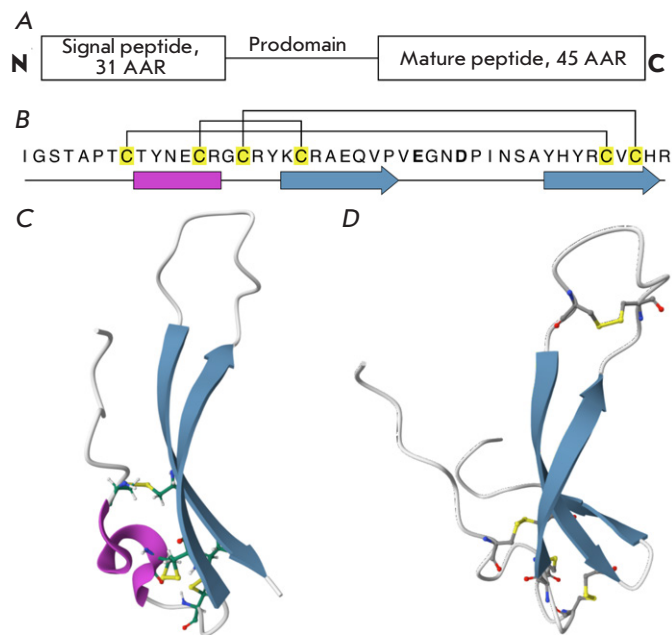 A
N
Signal peptide,
31 AAR
Prodomain
Mature peptide, 45 AAR
C
B
IGSTAPTCTYNECRGCRYKCRAEQVPVEGNDPINSAYHYRCVCHR
C
D